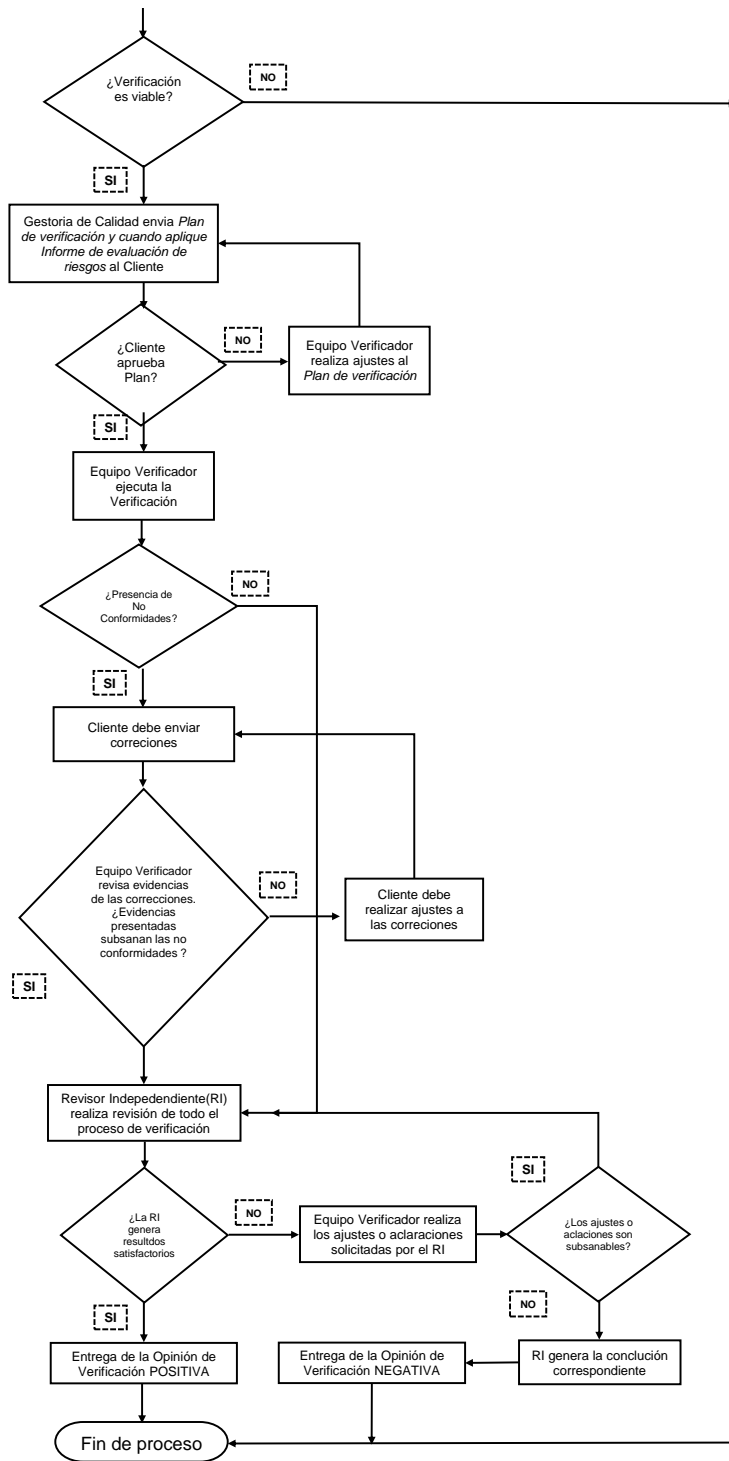 ¿Verificación
es viable?
NO
SI
Gestoria de Calidad envia Plan
de verificación y cuando aplique
Informe de evaluación de
riesgos al Cliente
¿Cliente
aprueba
Plan?
NO
Equipo Verificador
realiza ajustes al
Plan de verificación
SI
Equipo Verificador
ejecuta la
Verificación
¿Presencia de
No
Conformidades?
NO
SI
Cliente debe enviar
correciones
Equipo Verificador
revisa evidencias
de las correcciones.
¿Evidencias
presentadas
subsanan las no
conformidades ?
NO
Cliente debe
realizar ajustes a
las correciones
SI
Revisor Indepedendiente(RI)
realiza revisión de todo el
proceso de verificación
¿La RI
genera
resultdos
satisfactorios
NO
Equipo Verificador realiza
los ajustes o aclaraciones
solicitadas por el RI
SI
¿Los ajustes o
aclaciones son
subsanables?
SI
NO
Entrega de la Opinión de
Verificación POSITIVA
Entrega de la Opinión de
Verificación NEGATIVA
RI genera la conclución
correspondiente
Fin de proceso